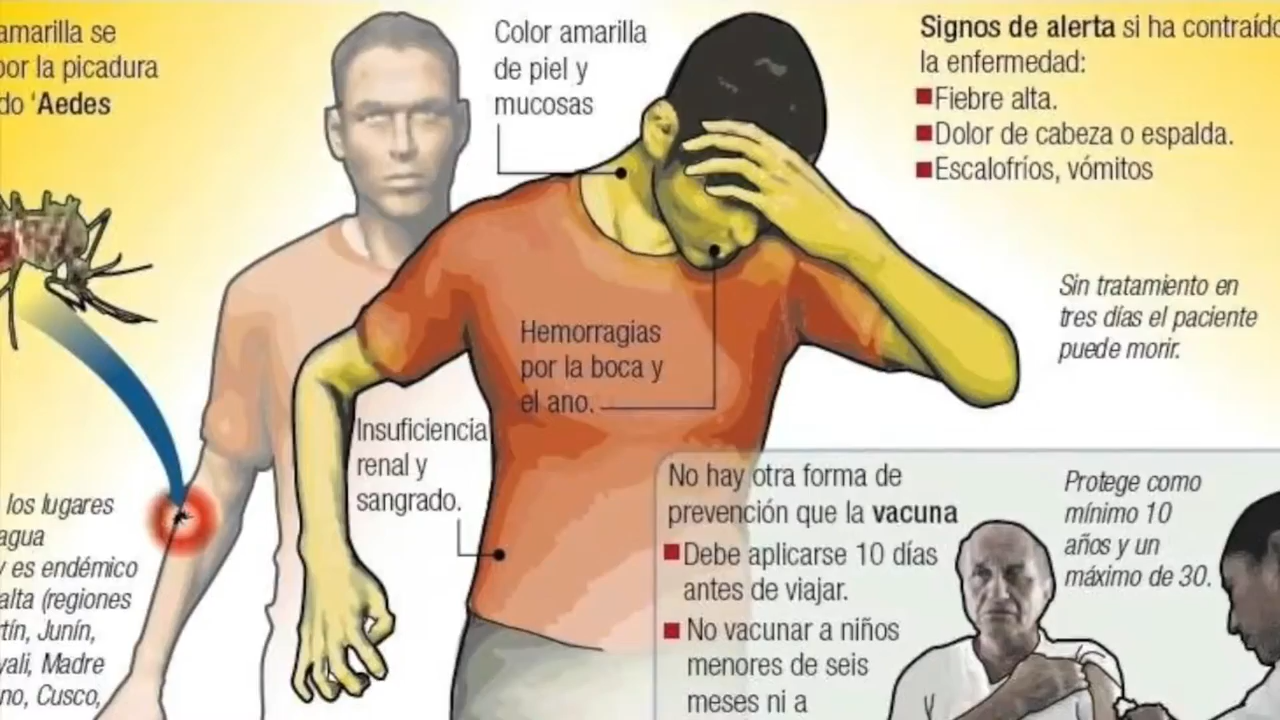 amarilla se
por la picadura
do ‘Aedes
Color amarilla
de piel y
mucosas
Signos de alerta si ha contraído
la enfermedad:
Fiebre alta.
Dolor de cabeza o espalda.
Escalofríos, vómitos
Sin tratamiento en
tres días el paciente
puede morir.
Hemorragias
por la boca y
el ano.
Insuficiencia
renal y
sangrado.
los lugares
agua
y es endémico
alta (regiones
tín, Junín,
yali, Madre
no, Cusco,
No hay otra forma de
prevención que la vacuna
Debe aplicarse 10 días
antes de viajar.
No vacunar a niños
menores de seis
meses ni a
Protege como
mínimo 10
años y un
máximo de 30.